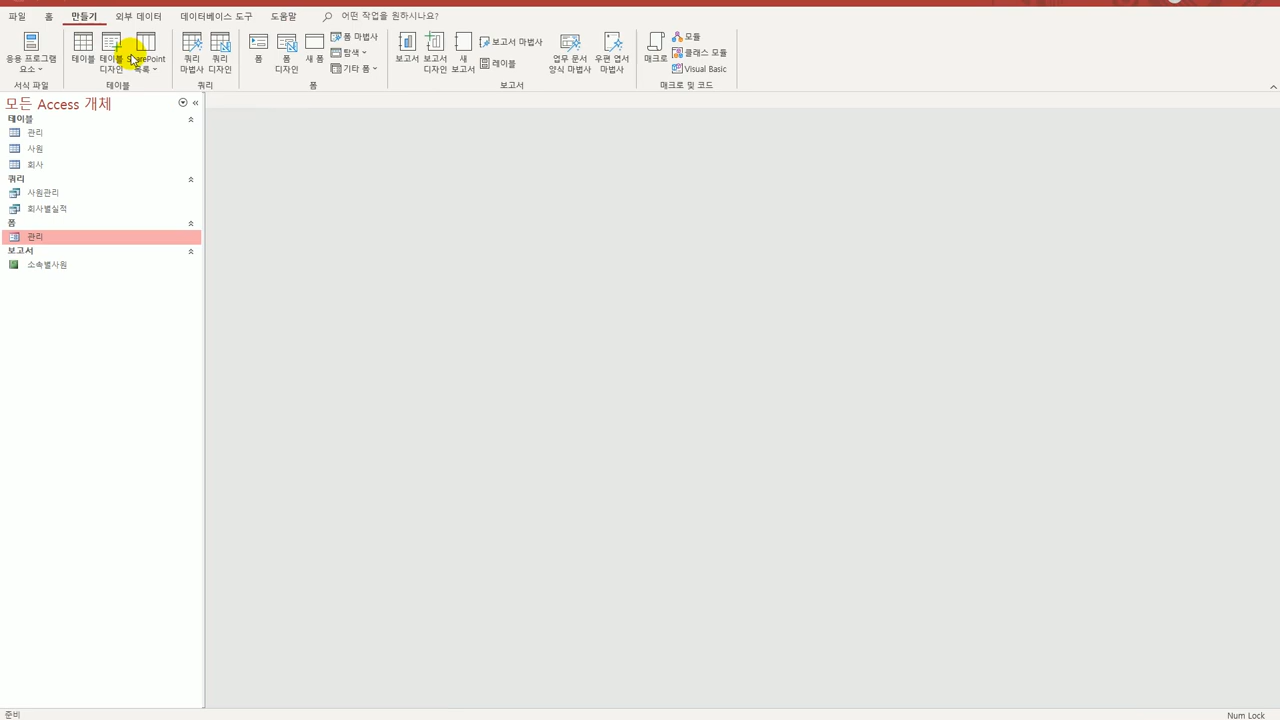 파일 홈 만들기 외부 데이터 데이터베이스 도구 도움말 어떤 작업을 원하시나요?
응용 프로그램 요소
서식 파일
테이블
테이블 디자인
목록
테이블
쿼리 마법사
쿼리 디자인
쿼리
폼
폼 디자인
새 폼
폼 마법사
탐색
기타 폼
폼
보고서
보고서 디자인
새 보고서
보고서 마법사
레이블
업무 문서 양식 마법사
우편 엽서 마법사
보고서
매크로
모듈
클래스 모듈
Visual Basic
매크로 및 코드
모든 Access 개체
테이블
관리
사원
회사
쿼리
사원관리
회사별실적
폼
관리
보고서
소속별사원
준비
Num Lock